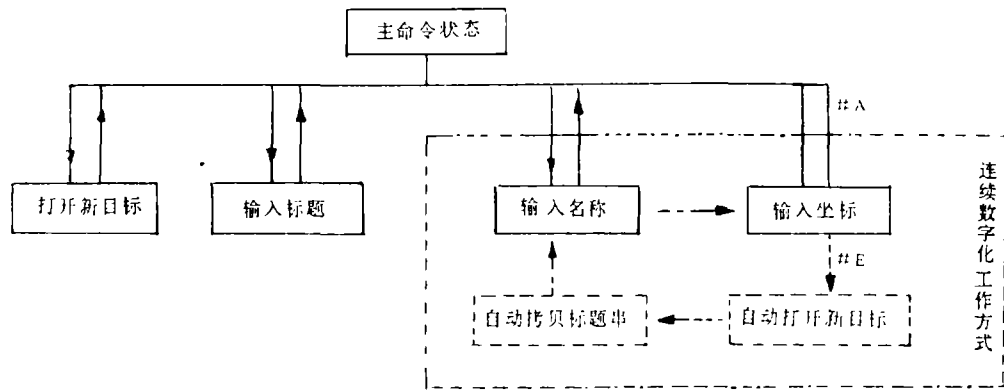 主命令状态
#A
打开新目标
输入标题
输入名称
输入坐标
#E
自动拷贝标题串
自动打开新目标
连续数字化工作方式